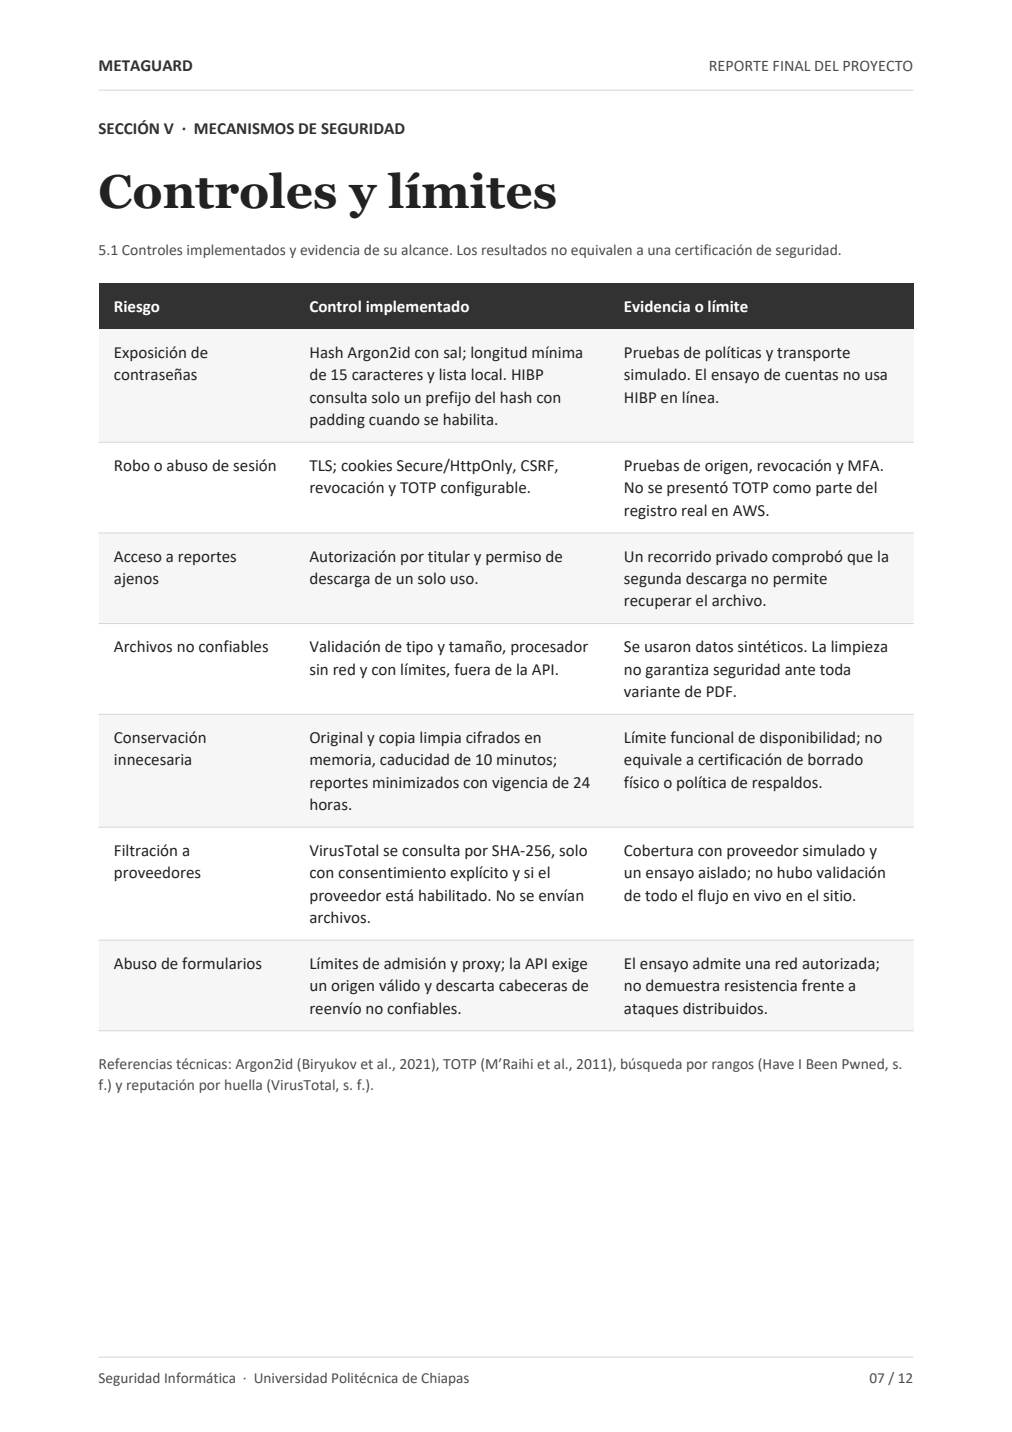 METAGUARD
REPORTE FINAL DEL PROYECTO
SECCIÓN V · MECANISMOS DE SEGURIDAD
Controles y límites
5.1 Controles implementados y evidencia de su alcance. Los resultados no equivalen a una certificación de seguridad.
Riesgo
Control implementado
Evidencia o límite
Exposición de
contraseñas
Hash Argon2id con sal; longitud mínima
de 15 caracteres y lista local. HIBP
consulta solo un prefijo del hash con
padding cuando se habilita.
Pruebas de políticas y transporte
simulado. El ensayo de cuentas no usa
HIBP en línea.
Robo o abuso de sesión
TLS; cookies Secure/HttpOnly, CSRF,
revocación y TOTP configurable.
Pruebas de origen, revocación y MFA.
No se presentó TOTP como parte del
registro real en AWS.
Acceso a reportes
ajenos
Autorización por titular y permiso de
descarga de un solo uso.
Un recorrido privado comprobó que la
segunda descarga no permite
recuperar el archivo.
Archivos no confiables
Validación de tipo y tamaño, procesador
sin red y con límites, fuera de la API.
Se usaron datos sintéticos. La limpieza
no garantiza seguridad ante toda
variante de PDF.
Conservación
innecesaria
Original y copia limpia cifrados en
memoria, caducidad de 10 minutos;
reportes minimizados con vigencia de 24
horas.
Límite funcional de disponibilidad; no
equivale a certificación de borrado
físico o política de respaldos.
Filtración a
proveedores
VirusTotal se consulta por SHA-256, solo
con consentimiento explícito y si el
proveedor está habilitado. No se envían
archivos.
Cobertura con proveedor simulado y
un ensayo aislado; no hubo validación
de todo el flujo en vivo en el sitio.
Abuso de formularios
Límites de admisión y proxy; la API exige
un origen válido y descarta cabeceras de
reenvío no confiables.
El ensayo admite una red autorizada;
no demuestra resistencia frente a
ataques distribuidos.
Referencias técnicas: Argon2id (Biryukov et al., 2021), TOTP (M’Raihi et al., 2011), búsqueda por rangos (Have I Been Pwned, s.
f.) y reputación por huella (VirusTotal, s. f.).
Seguridad Informática · Universidad Politécnica de Chiapas
07 / 12